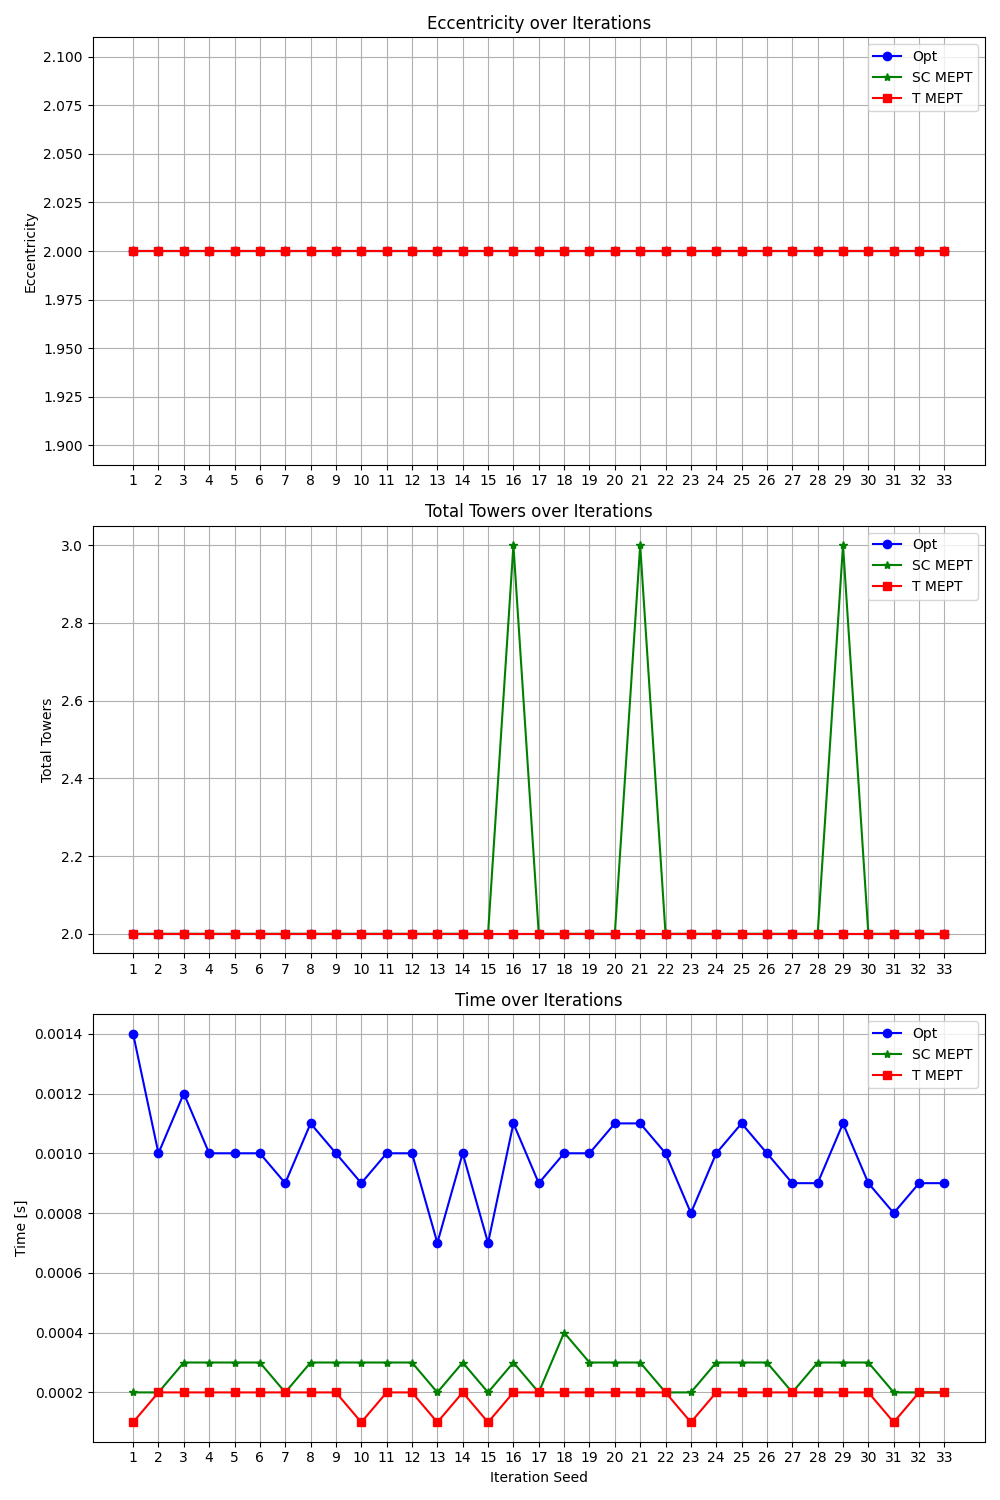 Eccentricity over Iterations
2.100
2.075
2.050
2.025
2.000
1.975
1.950
1.925
1.900
Eccentricity
Opt
SC MEPT
T MEPT
1 2 3 4 5 6 7 8 9 10 11 12 13 14 15 16 17 18 19 20 21 22 23 24 25 26 27 28 29 30 31 32 33
Total Towers over Iterations
3.0
2.8
2.6
2.4
2.2
2.0
Total Towers
Opt
SC MEPT
T MEPT
1 2 3 4 5 6 7 8 9 10 11 12 13 14 15 16 17 18 19 20 21 22 23 24 25 26 27 28 29 30 31 32 33
Time over Iterations
0.0014
0.0012
0.0010
0.0008
0.0006
0.0004
0.0002
Time [s]
Opt
SC MEPT
T MEPT
1 2 3 4 5 6 7 8 9 10 11 12 13 14 15 16 17 18 19 20 21 22 23 24 25 26 27 28 29 30 31 32 33
Iteration Seed